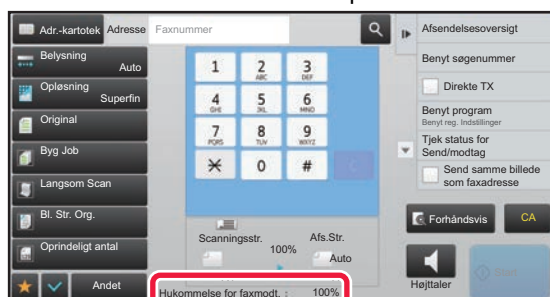 Adr.-kartotek
Adresse
Faxnummer
Afsendelsesoversigt
Belysning
Auto
Opløsning
Superfin
Original
Byg Job
Langsom Scan
Bl. Str. Org.
Oprindeligt antal
Andet
1
2
ABC
3
DEF
4
GHI
5
JKL
6
MNO
7
PQRS
8
TUV
9
WXYZ
0
#
Benyt søgenummer
Direkte TX
Benyt program
Benyt reg. Indstillinger
Tjek status for
Send/modtag
Send samme billede
som faxadresse
Scanningsstr.
100%
Afs.Str.
Auto
Forhåndsvis
CA
Højttaler
Start
Hukommelse for faxmodt. : 100%